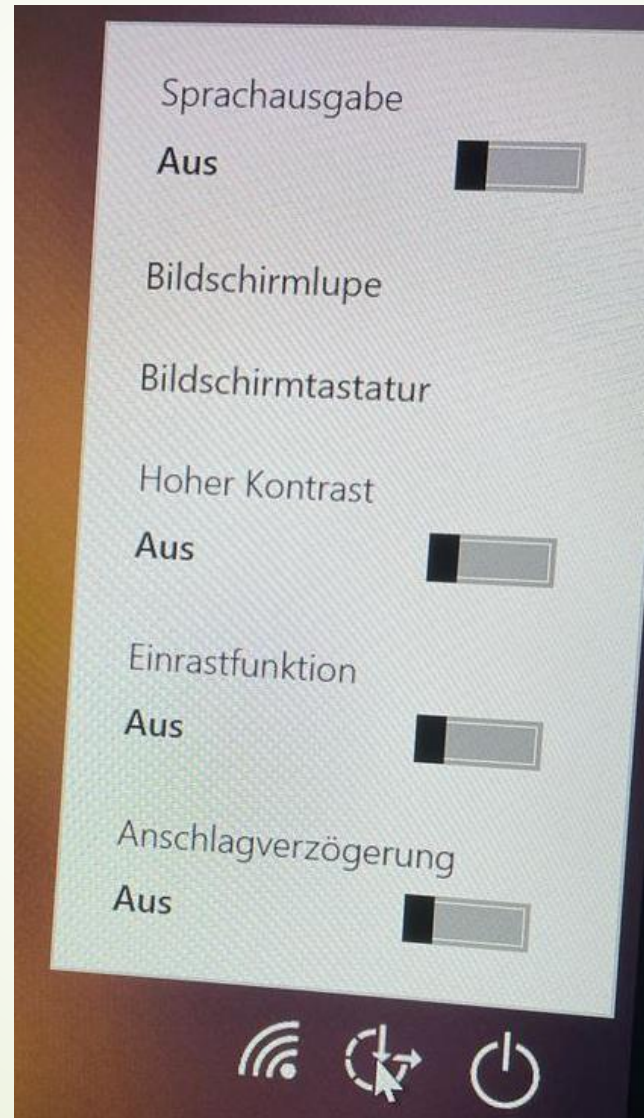 Sprachausgabe
Aus
Bildschirmlupe
Bildschirmtastatur
Hoher Kontrast
Aus
Einrastfunktion
Aus
Anschlagverzögerung
Aus